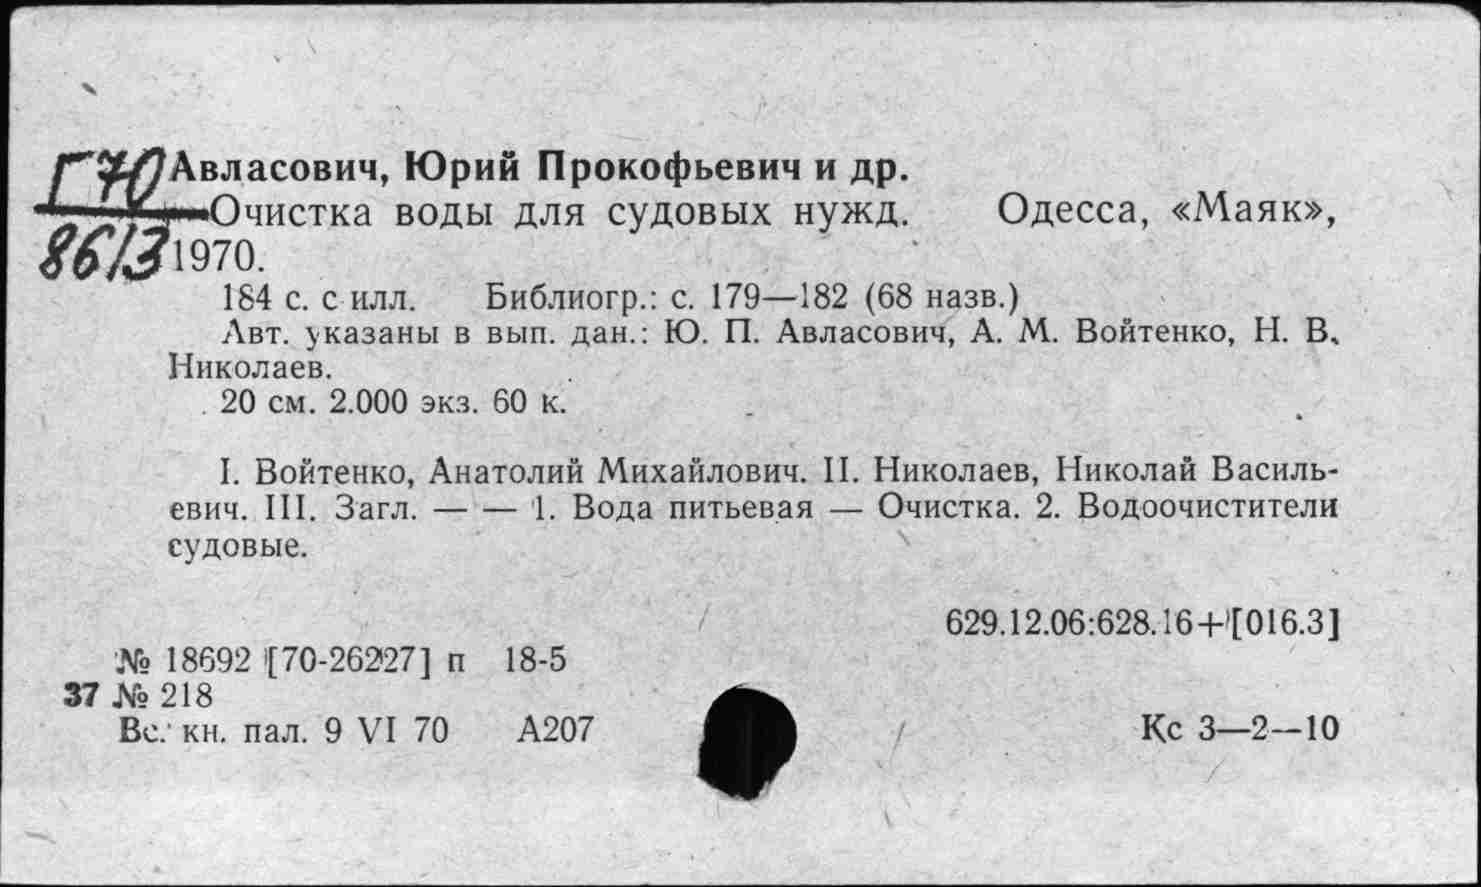 Г70 Авласович, Юрий Прокофьевич и др.
Очистка воды для судовых нужд. Одесса, «Маяк»,
8613 1970.
184 с. с илл. Библиогр.: с. 179—182 (68 назв.)
Авт. указаны в вып. дан.: Ю. П. Авласович, А. М. Войтенко, Н. В.
Николаев.
20 см. 2.000 экз. 60 к.
I. Войтенко, Анатолий Михайлович. II. Николаев, Николай Василь-
евич. III. Загл. — — 1. Вода питьевая — Очистка. 2. Водоочистители
судовые.
629.12.06:628.16+[016.3]
№ 18692 [70-26227] п 18-5
37 № 218
Вс. кн. пал. 9 VI 70 А207 Кс 3—2—10